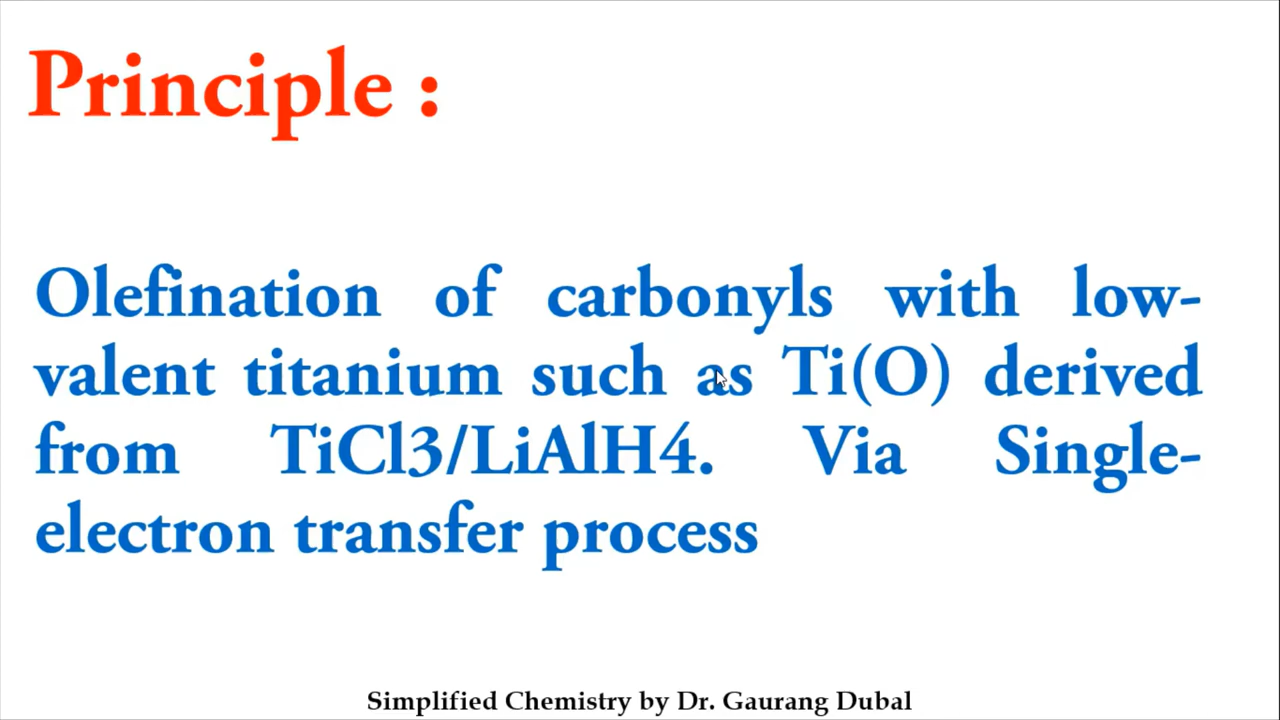 Principle :
Olefination of carbonyls with low-
valent titanium such as Ti(O) derived
from TiCl3/LiAlH4. Via Single-
electron transfer process
Simplified Chemistry by Dr. Gaurang Dubal